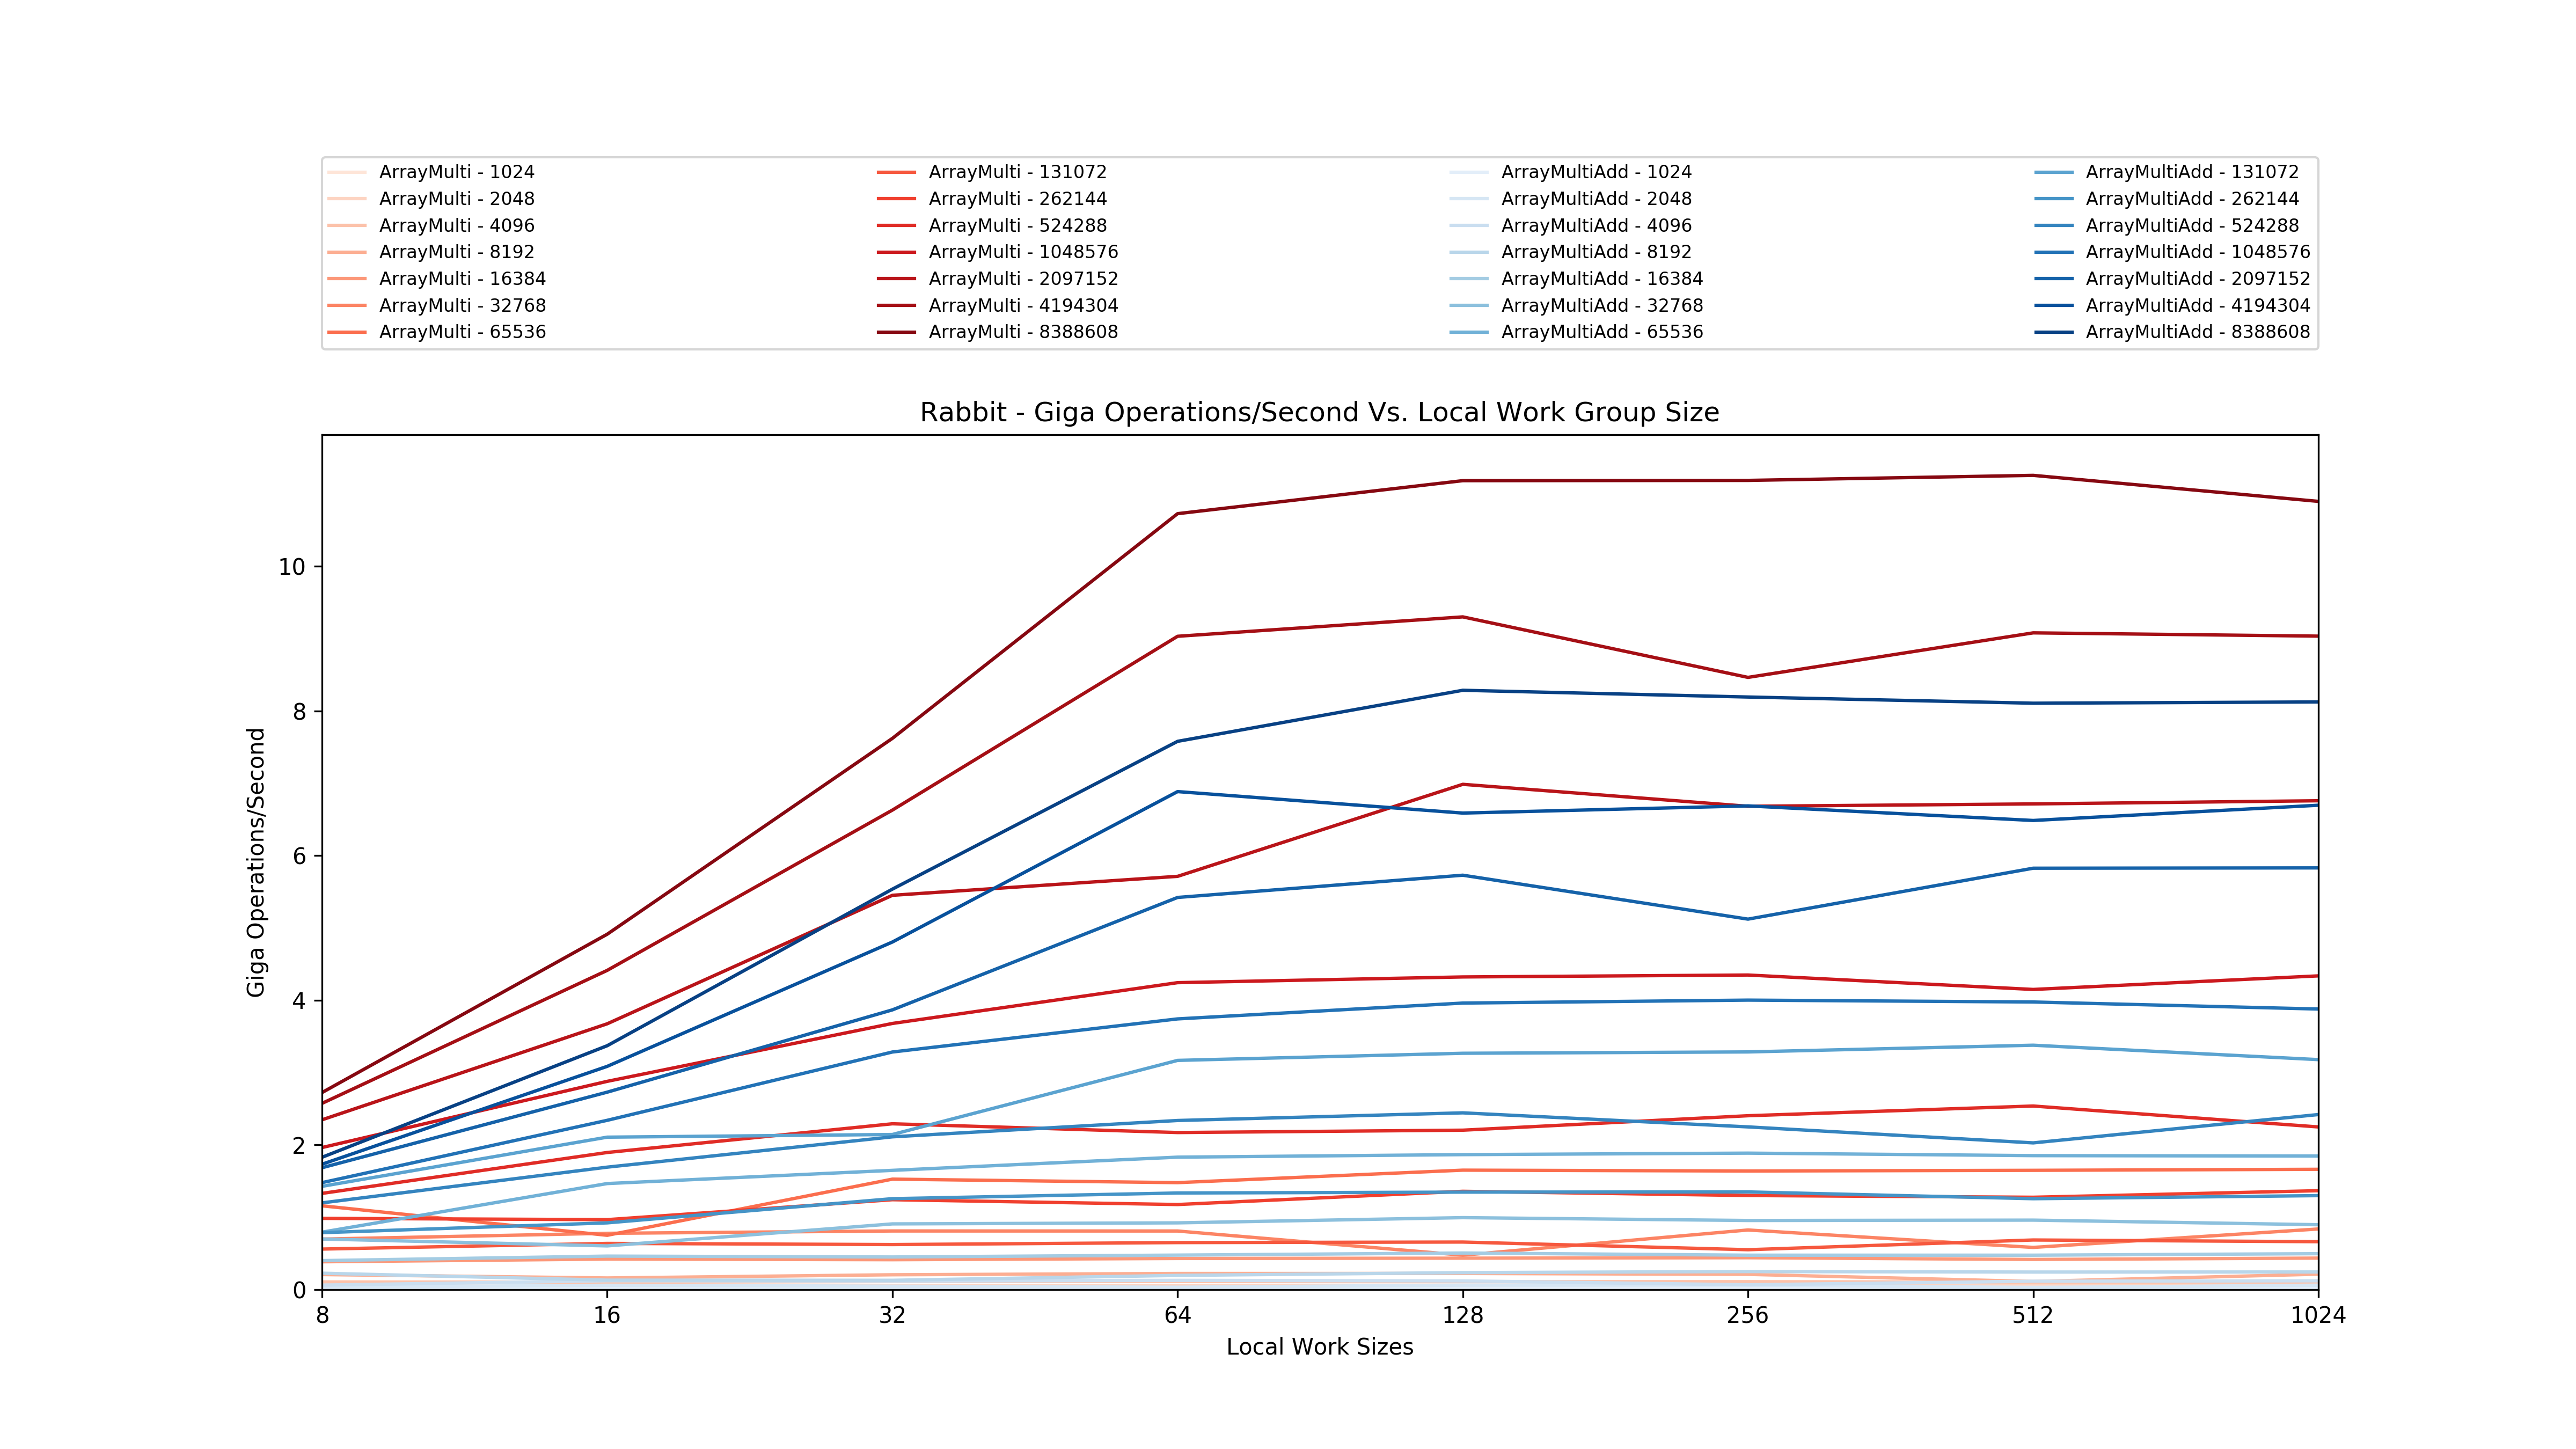 ArrayMulti - 1024
ArrayMulti - 2048
ArrayMulti - 4096
ArrayMulti - 8192
ArrayMulti - 16384
ArrayMulti - 32768
ArrayMulti - 65536
ArrayMulti - 131072
ArrayMulti - 262144
ArrayMulti - 524288
ArrayMulti - 1048576
ArrayMulti - 2097152
ArrayMulti - 4194304
ArrayMulti - 8388608
ArrayMultiAdd - 1024
ArrayMultiAdd - 2048
ArrayMultiAdd - 4096
ArrayMultiAdd - 8192
ArrayMultiAdd - 16384
ArrayMultiAdd - 32768
ArrayMultiAdd - 65536
ArrayMultiAdd - 131072
ArrayMultiAdd - 262144
ArrayMultiAdd - 524288
ArrayMultiAdd - 1048576
ArrayMultiAdd - 2097152
ArrayMultiAdd - 4194304
ArrayMultiAdd - 8388608
Rabbit - Giga Operations/Second Vs. Local Work Group Size
Giga Operations/Second
10
8
6
4
2
0
8 16 32 64 128 256 512 1024
Local Work Sizes